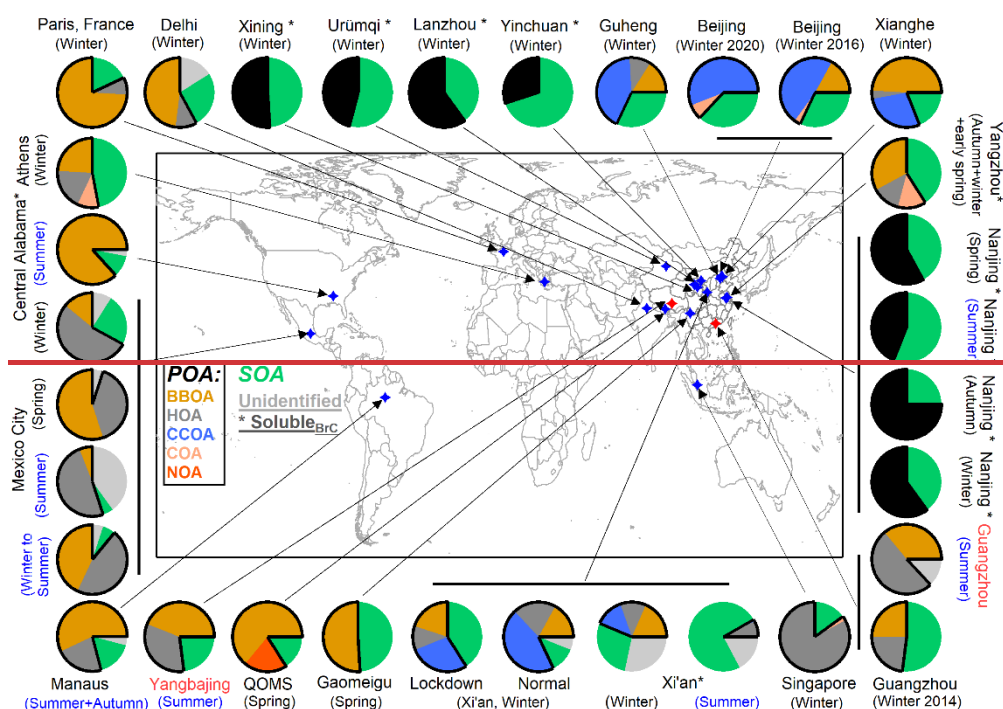 Paris, France
(Winter)
Delhi
(Winter)
Xining *
(Winter)
Urümqi *
(Winter)
Lanzhou *
(Winter)
Yinchuan *
(Winter)
Guheng
(Winter)
Beijing
(Winter 2020)
Beijing
(Winter 2016)
Xianghe
(Winter)
Athens
(Winter)
Central Alabama*
(Summer)
(Winter)
Mexico City
(Spring)
(Summer)
(Winter to
Summer)
Yangzhou*
(Autumn+winter
+early spring)
Nanjing *
(Spring)
Nanjing *
(Summer
Nanjing *
(Autumn)
Nanjing *
(Winter)
Guangzhou
(Summer)
POA: SOA
BBOA
HOA
CCOA
COA
NOA
Unidentified
* Soluble BrC
Manaus
(Summer+Autumn)
Yangbajing
(Summer)
QOMS
(Spring)
Gaomeigu
(Spring)
Lockdown
Normal
(Xi'an, Winter)
Xi'an*
(Winter)
(Summer)
Singapore
(Winter)
Guangzhou
(Winter 2014)